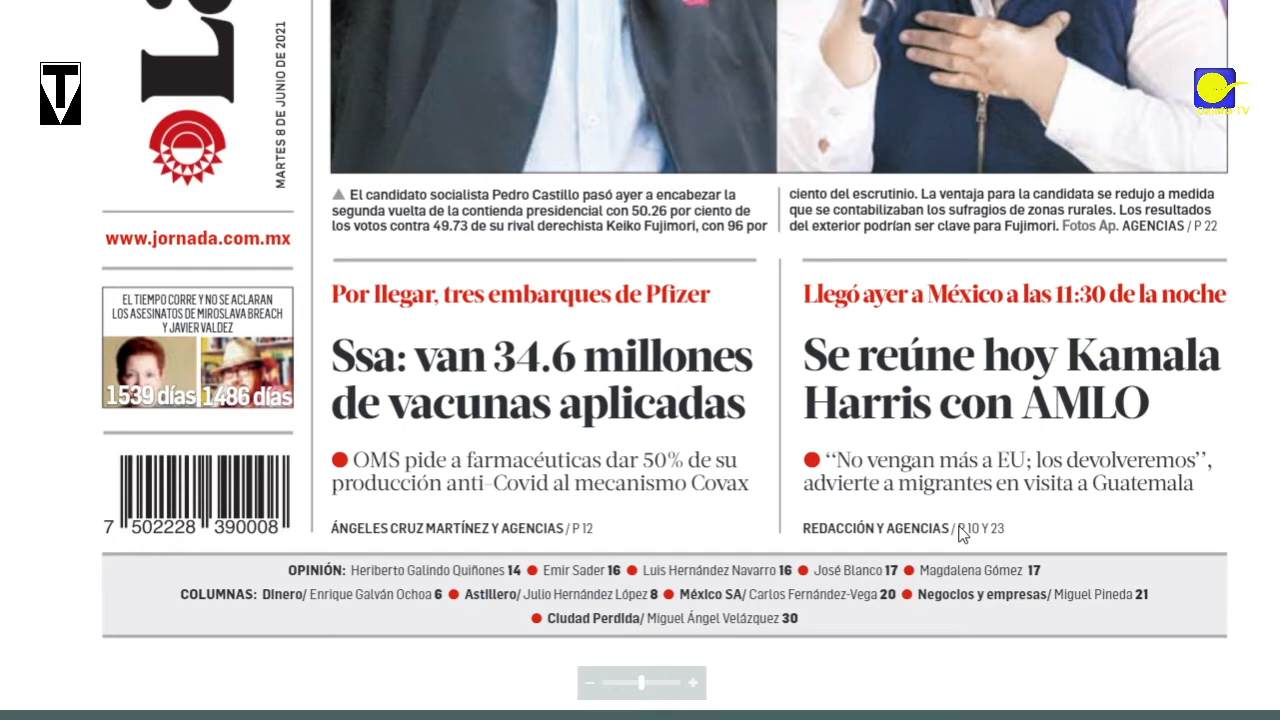 La
MARTES 8 DE JUNIO DE 2021
www.jornada.com.mx
EL TIEMPO CORRE Y NO SE ACLARAN
LOS ASESINATOS DE MIROSLAVA BREACH
Y JAVIER VALDEZ
1539 días 1486 días
7 502228 390008
El candidato socialista Pedro Castillo pasó ayer a encabezar la
segunda vuelta de la contienda presidencial con 50.26 por ciento de
los votos contra 49.73 de su rival derechista Keiko Fujimori, con 96 por
ciento del escrutinio. La ventaja para la candidata se redujo a medida
que se contabilizaban los sufragios de zonas rurales. Los resultados
del exterior podrían ser clave para Fujimori. Fotos Ap. AGENCIAS / P 22
Por llegar, tres embarques de Pfizer
Ssa: van 34.6 millones
de vacunas aplicadas
● OMS pide a farmacéuticas dar 50% de su
producción anti-Covid al mecanismo Covax
ÁNGELES CRUZ MARTÍNEZ Y AGENCIAS / P 12
Llegó ayer a México a las 11:30 de la noche
Se reúne hoy Kamala
Harris con AMLO
● “No vengan más a EU; los devolveremos”,
advierte a migrantes en visita a Guatemala
REDACCIÓN Y AGENCIAS / P 10 Y 23
OPINIÓN: Heriberto Galindo Quiñones 14 ● Emir Sader 16 ● Luis Hernández Navarro 16 ● José Blanco 17 ● Magdalena Gómez 17
COLUMNAS: Dinero/ Enrique Galván Ochoa 6 ● Astillero/ Julio Hernández López 8 ● México SA/ Carlos Fernández-Vega 20 ● Negocios y empresas/ Miguel Pineda 21
● Ciudad Perdida/ Miguel Ángel Velázquez 30